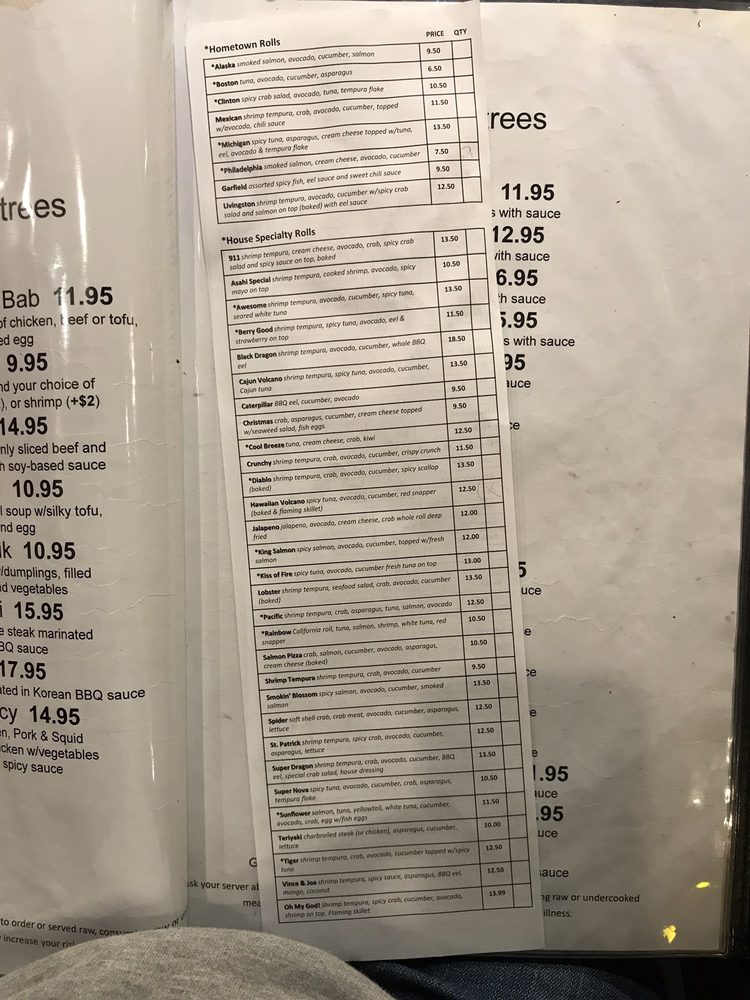 trees
Bab 11.95
of chicken, beef or tofu,
ed egg
9.95
nd your choice of
), or shrimp (+$2)
14.95
nly sliced beef and
h soy-based sauce
10.95
l soup w/silky tofu,
nd egg
k 10.95
/dumplings, filled
d vegetables
i 15.95
e steak marinated
BQ sauce
17.95
ated in Korean BBQ sauce
cy 14.95
en, Pork & Squid
cken w/vegetables
spicy sauce
to order or served raw,
increase your
*Hometown Rolls PRICE QTY
*Alaska smoked salmon, avocado, cucumber, salmon 9.50
*Boston tuna, avocado, cucumber, asparagus 6.50
*Clinton spicy crab salad, avocado, tuna, tempura flake 10.50
Mexican shrimp tempura, crab, avocado, cucumber, topped 11.50
w/avocado, chili sauce
*Michigan spicy tuna, asparagus, cream cheese topped w/tuna, 13.50
eel, avocado & tempura flake
*Philadelphia smoked salmon, cream cheese, avocado, cucumber 7.50
Garfield assorted spicy fish, eel sauce and sweet chili sauce 9.50
Livingston shrimp tempura, avocado, cucumber w/spicy crab 12.50
salad and salmon on top (baked) with eel sauce
*House Specialty Rolls
911 shrimp tempura, cream cheese, avocado, crab, spicy crab 13.50
salad and spicy sauce on top, baked
Asahi Special shrimp tempura, cooked shrimp, avocado, spicy 10.50
mayo on top
*Awesome shrimp tempura, avocado, cucumber, spicy tuna, 13.50
seared white tuna
*Berry Good shrimp tempura, spicy tuna, avocado, eel & 11.50
strawberry on top
Black Dragon shrimp tempura, avocado, cucumber, whole BBQ 18.50
eel
Cajun Volcano shrimp tempura, spicy tuna, avocado, cucumber, 13.50
Cajun tuna
Caterpillar BBQ eel, cucumber, avocado 9.50
Christmas crab, asparagus, cucumber, cream cheese topped 9.50
w/seaweed salad, fish eggs
*Cool Breeze tuna, cream cheese, crab, kiwi 12.50
Crunchy shrimp tempura, crab, avocado, cucumber, crispy crunch 11.50
*Diablo shrimp tempura, crab, avocado, cucumber, spicy scallop 13.50
(baked)
Hawaiian Volcano spicy tuna, avocado, cucumber, red snapper 12.50
(baked & flaming skillet)
Jalapeno jalapeno, avocado, cream cheese, crab whole roll deep 12.00
fried
*King Salmon spicy salmon, avocado, cucumber, topped w/fresh 12.00
salmon
*Kiss of Fire spicy tuna, avocado, cucumber fresh tuna on top 13.00
Lobster shrimp tempura, seafood salad, crab, avocado, cucumber 13.50
(baked)
*Pacific shrimp tempura, crab, asparagus, tuna, salmon, avocado 12.50
*Rainbow California roll, tuna, salmon, shrimp, white tuna, red 10.50
snapper
Salmon Pizza crab, salmon, cucumber, avocado, asparagus, 10.50
cream cheese (baked)
Shrimp Tempura shrimp tempura, crab, avocado, cucumber 9.50
Smokin' Blossom spicy salmon, avocado, cucumber, smoked 13.50
salmon
Spider soft shell crab, crab meat, avocado, cucumber, asparagus, 12.50
lettuce
St. Patrick shrimp tempura, spicy crab, avocado, cucumber, 12.50
asparagus, lettuce
Super Dragon shrimp tempura, crab, avocado, cucumber, BBQ 13.50
eel, special crab salad, house dressing
Super Nova spicy tuna, avocado, cucumber, crab, asparagus, 10.50
tempura flake
*Sunflower salmon, tuna, yellowtail, white tuna, cucumber, 11.50
avocado, crab, egg w/fish eggs
Teriyaki charbroiled steak (or chicken), asparagus, cucumber, 10.00
lettuce
*Tiger shrimp tempura, crab, avocado, cucumber topped w/spicy 12.50
tuna
Vince & Joe shrimp tempura, spicy sauce, asparagus, BBQ eel, 12.50
mango, coconut
Oh My God! Shrimp tempura, spicy crab, cucumber, avocado, 13.99
shrimp on top. Flaming skillet
trees
11.95
s with sauce
12.95
with sauce
6.95
h sauce
5.95
s with sauce
95
auce
ce
5
uce
e
ce
e
e
1.95
uce
.95
uce
auce
G
ask your server
ng raw or undercooked
mea
illness.